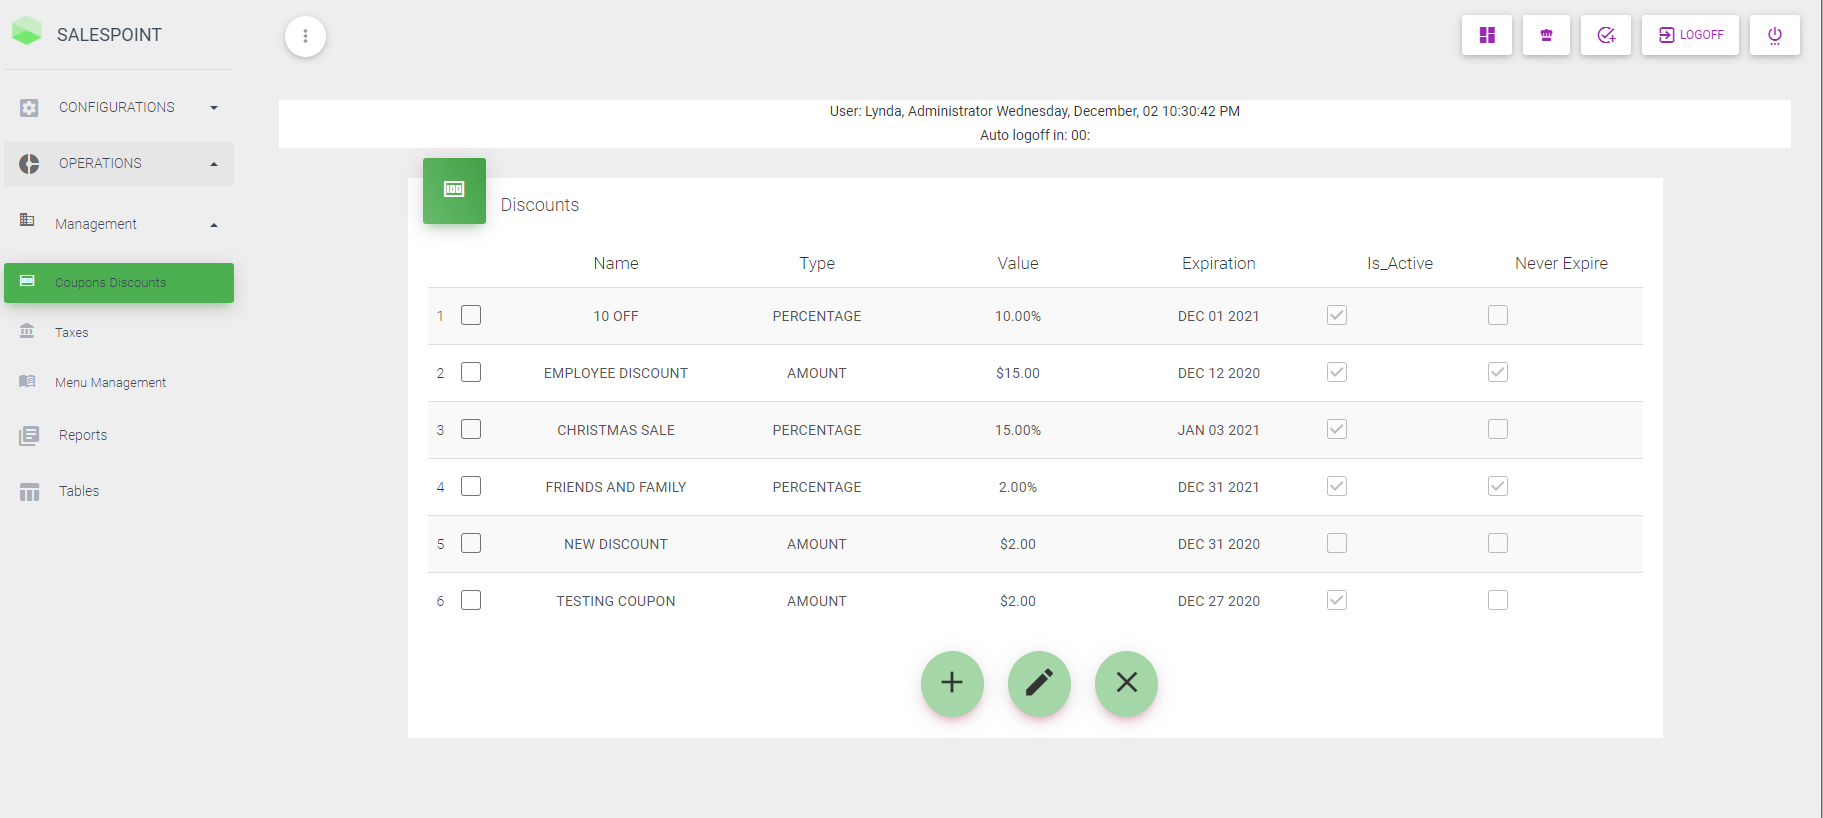 SALESPOINT
LOGOFF
CONFIGURATIONS
OPERATIONS
Management
Coupons Discounts
Taxes
Menu Management
Reports
Tables
User: Lynda, Administrator Wednesday, December, 02 10:30:42 PM
Auto logoff in: 00:
Discounts
Name Type Value Expiration Is_Active Never Expire
1 10 OFF PERCENTAGE 10.00% DEC 01 2021
2 EMPLOYEE DISCOUNT AMOUNT $15.00 DEC 12 2020
3 CHRISTMAS SALE PERCENTAGE 15.00% JAN 03 2021
4 FRIENDS AND FAMILY PERCENTAGE 2.00% DEC 31 2021
5 NEW DISCOUNT AMOUNT $2.00 DEC 31 2020
6 TESTING COUPON AMOUNT $2.00 DEC 27 2020